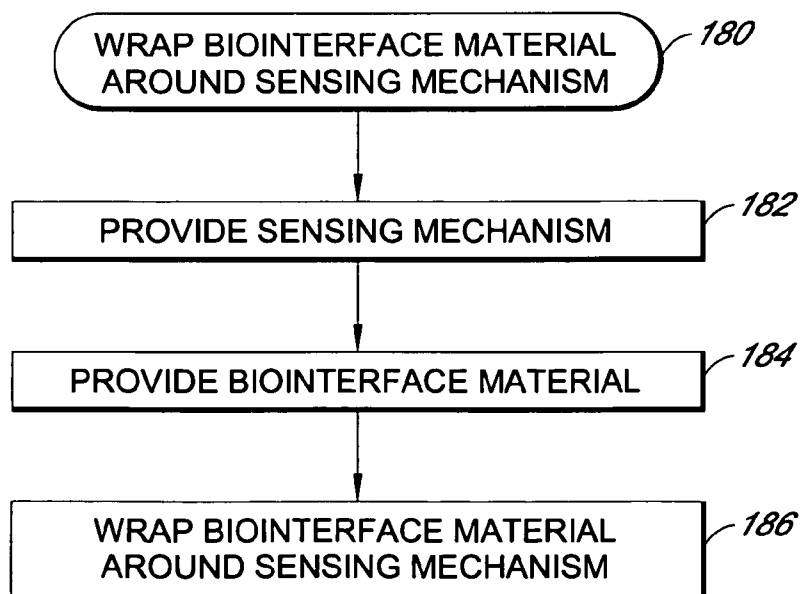 WRAP BIOINTERFACE MATERIAL
AROUND SENSING MECHANISM
180
PROVIDE SENSING MECHANISM
182
PROVIDE BIOINTERFACE MATERIAL
184
WRAP BIOINTERFACE MATERIAL
AROUND SENSING MECHANISM
186